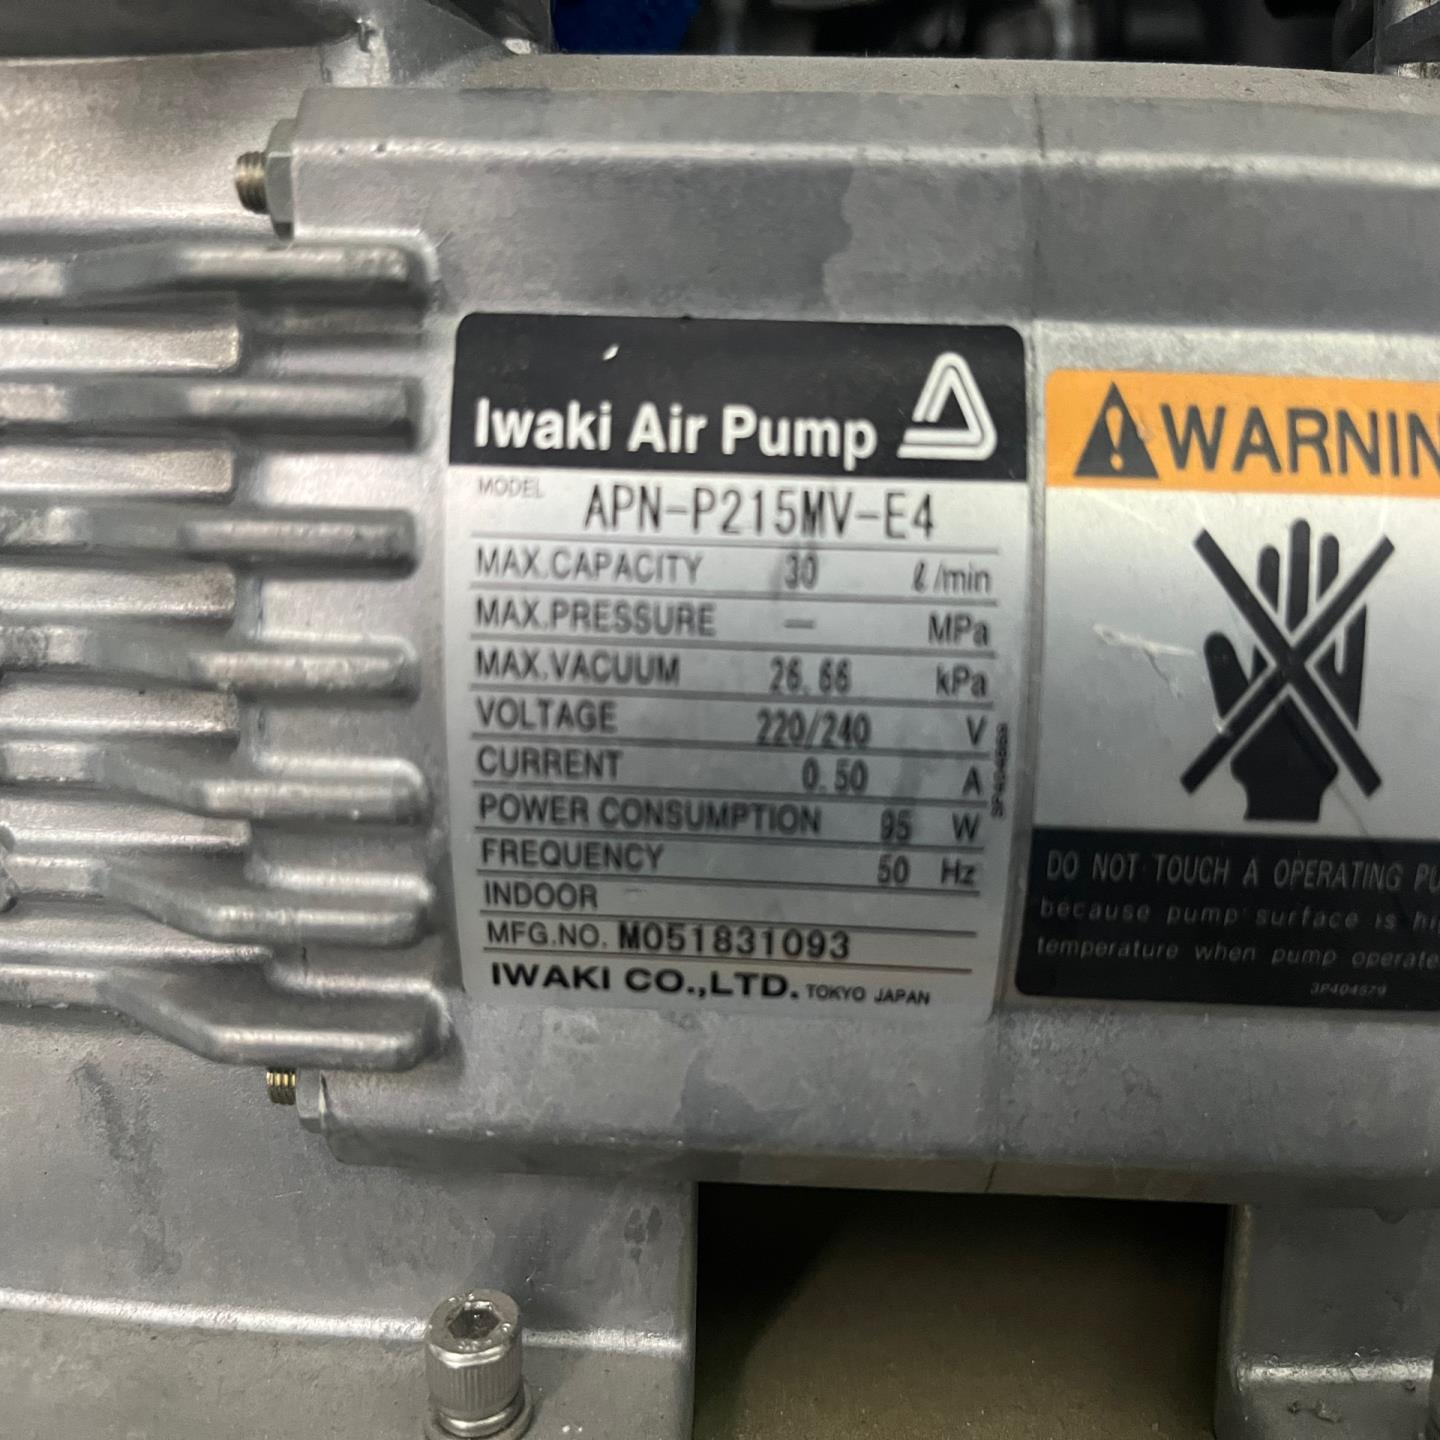 Iwaki Air Pump
MODEL APN-P215MV-E4
MAX.CAPACITY 30 ℓ/min
MAX.PRESSURE — MPa
MAX.VACUUM 26.66 kPa
VOLTAGE 220/240 V
CURRENT 0.50 A
POWER CONSUMPTION 95 W
FREQUENCY 50 Hz
INDOOR
MFG.NO. M051831093
IWAKI CO.,LTD. TOKYO JAPAN
WARNIN
DO NOT TOUCH A OPERATING PU
because pump surface is hi
temperature when pump operate
3P404579